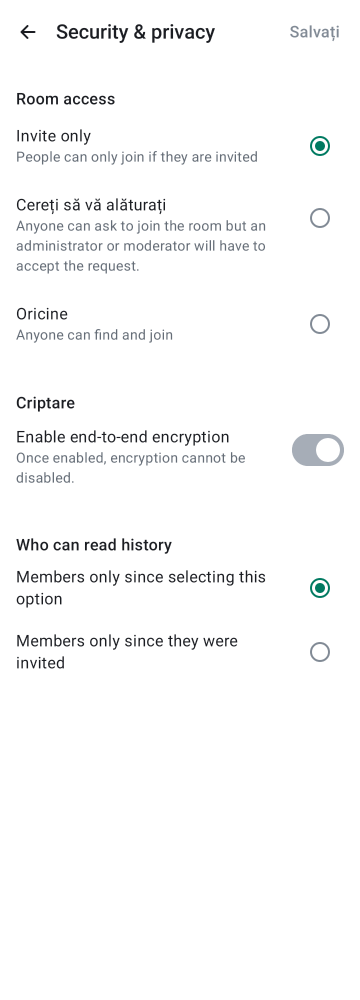 Security & privacy
Salvați
Room access
Invite only
People can only join if they are invited
Cereți să vă alăturați
Anyone can ask to join the room but an
administrator or moderator will have to
accept the request.
Oricine
Anyone can find and join
Criptare
Enable end-to-end encryption
Once enabled, encryption cannot be
disabled.
Who can read history
Members only since selecting this
option
Members only since they were
invited